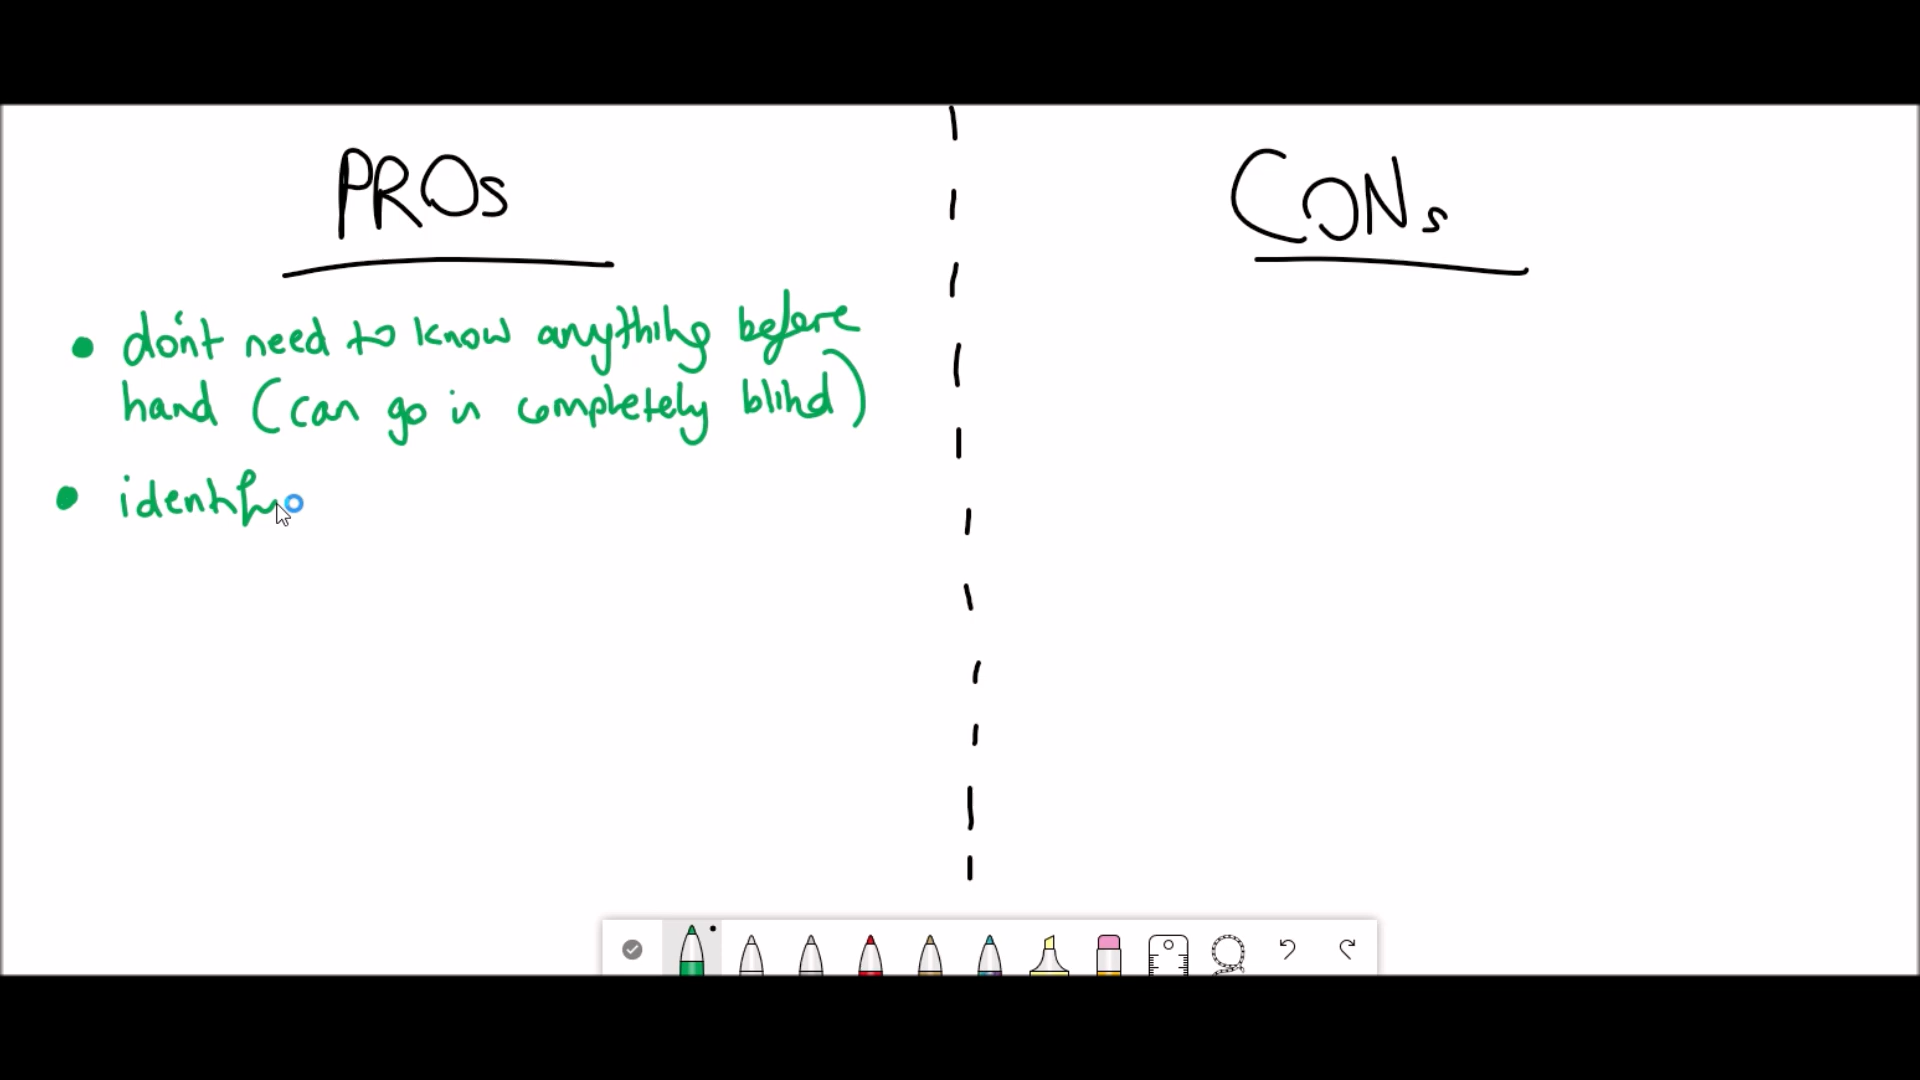 PROs
CONs
• don't need to know anything before
hand (can go in completely blind)
• identify